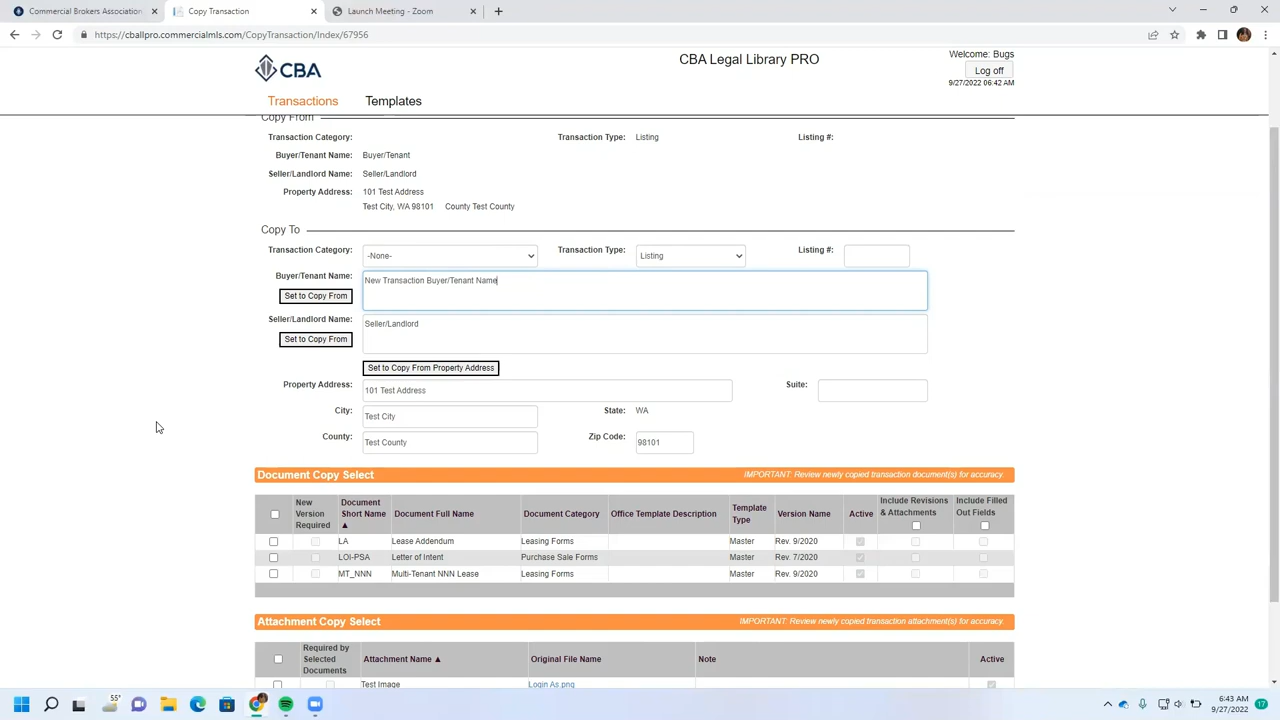 Commercial Brokers Association
Copy Transaction
Launch Meeting - Zoom
https://cballpro.commercialmls.com/CopyTransaction/Index/67956
CBA
CBA Legal Library PRO
Welcome: Bugs
Log off
9/27/2022 06:42 AM
Transactions Templates
Copy From
Transaction Category: Transaction Type: Listing Listing #:
Buyer/Tenant Name: Buyer/Tenant
Seller/Landlord Name: Seller/Landlord
Property Address: 101 Test Address
Test City, WA 98101 County Test County
Copy To
Transaction Category: -None- Transaction Type: Listing Listing #:
Buyer/Tenant Name: New Transaction Buyer/Tenant Name
Set to Copy From
Seller/Landlord Name: Seller/Landlord
Set to Copy From
Set to Copy From Property Address
Property Address: 101 Test Address Suite:
City: Test City State: WA
County: Test County Zip Code: 98101
Document Copy Select IMPORTANT: Review newly copied transaction document(s) for accuracy.
New Version Required Document Short Name ▲ Document Full Name Document Category Office Template Description Template Type Version Name Active Include Revisions & Attachments Include Filled Out Fields
LA Lease Addendum Leasing Forms Master Rev. 9/2020
LOI-PSA Letter of Intent Purchase Sale Forms Master Rev. 7/2020
MT_NNN Multi-Tenant NNN Lease Leasing Forms Master Rev. 9/2020
Attachment Copy Select IMPORTANT: Review newly copied transaction attachment(s) for accuracy.
Required by Selected Documents Attachment Name ▲ Original File Name Note Active
Test Image Login As.png
55°
6:43 AM
9/27/2022
17